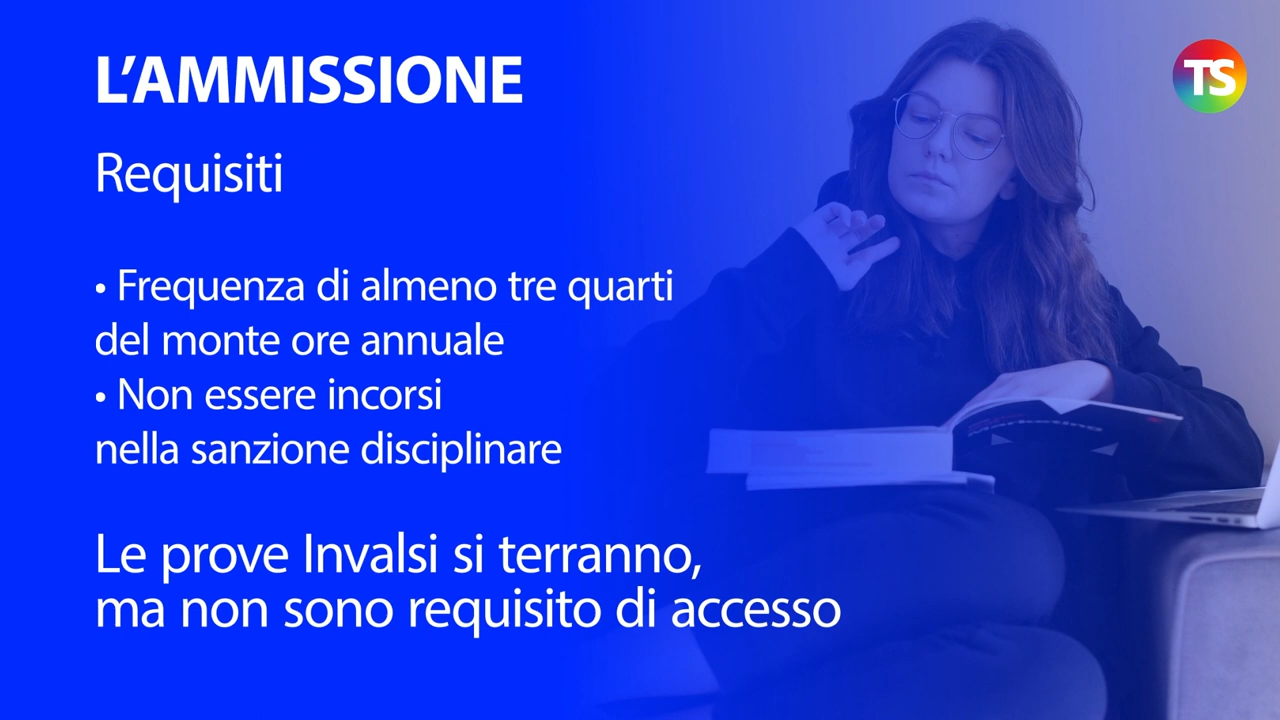 L’AMMISSIONE
TS
Requisiti
• Frequenza di almeno tre quarti
del monte ore annuale
• Non essere incorsi
nella sanzione disciplinare
Le prove Invalsi si terranno,
ma non sono requisito di accesso
Marketing